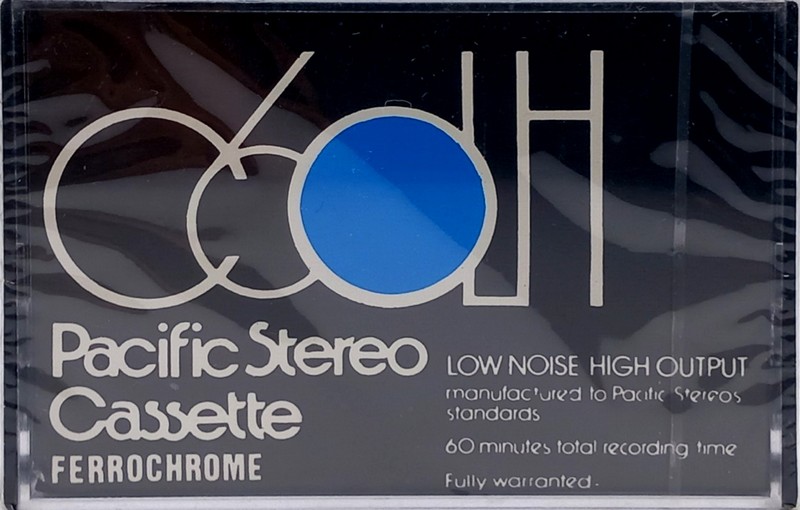 C60LH
Pacific Stereo
Cassette
FERROCHROME
LOW NOISE HIGH OUTPUT
manufactured to Pacific Stereos
standards
60 minutes total recording time
Fully warranted.